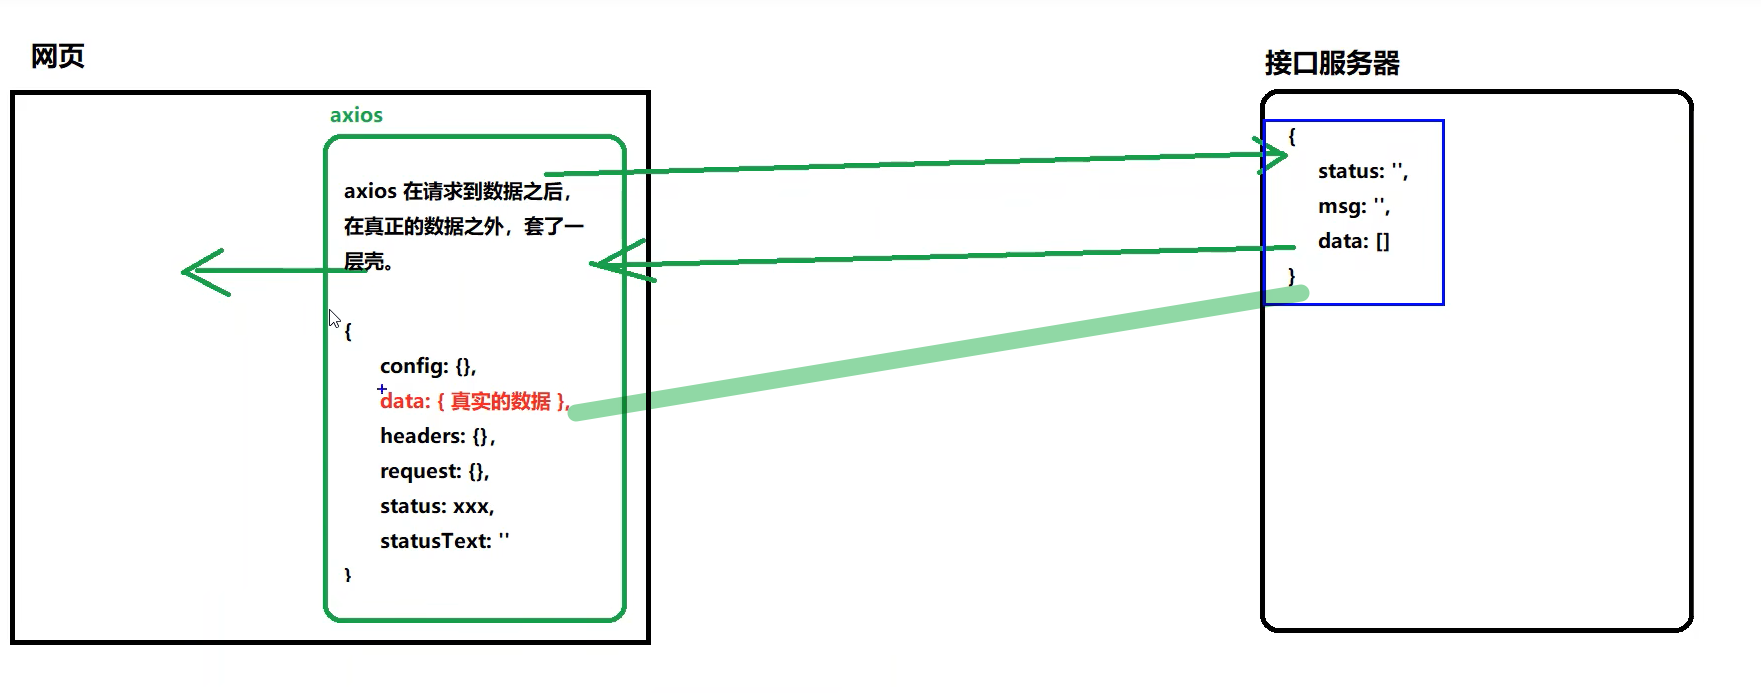 网页
axios
axios 在请求到数据之后，
在真正的数据之外，套了一
层壳。
{
config: {},
data: { 真实的数据 },
headers: {},
request: {},
status: xxx,
statusText: ''
}
接口服务器
{
status: '',
msg: '',
data: []
}